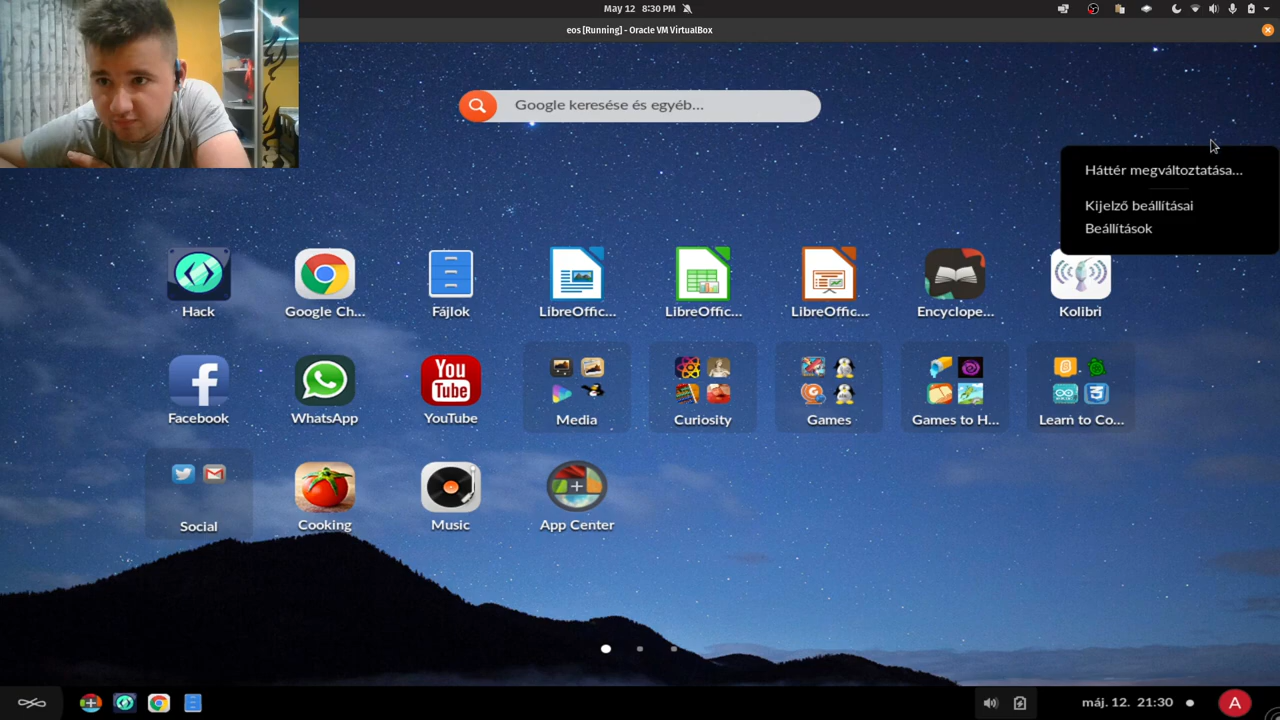 May 12 8:30 PM
eos [Running] - Oracle VM VirtualBox
Google keresése és egyéb...
Háttér megváltoztatása...
Kijelző beállításai
Beállítások
Hack
Google Ch...
Fájlok
LibreOffic...
LibreOffic...
LibreOffic...
Encyclope...
Kolibri
Facebook
WhatsApp
You
Tube
YouTube
Media
Curiosity
Games
Games to H...
Learn to Co...
Social
Cooking
Music
App Center
máj. 12. 21:30
A